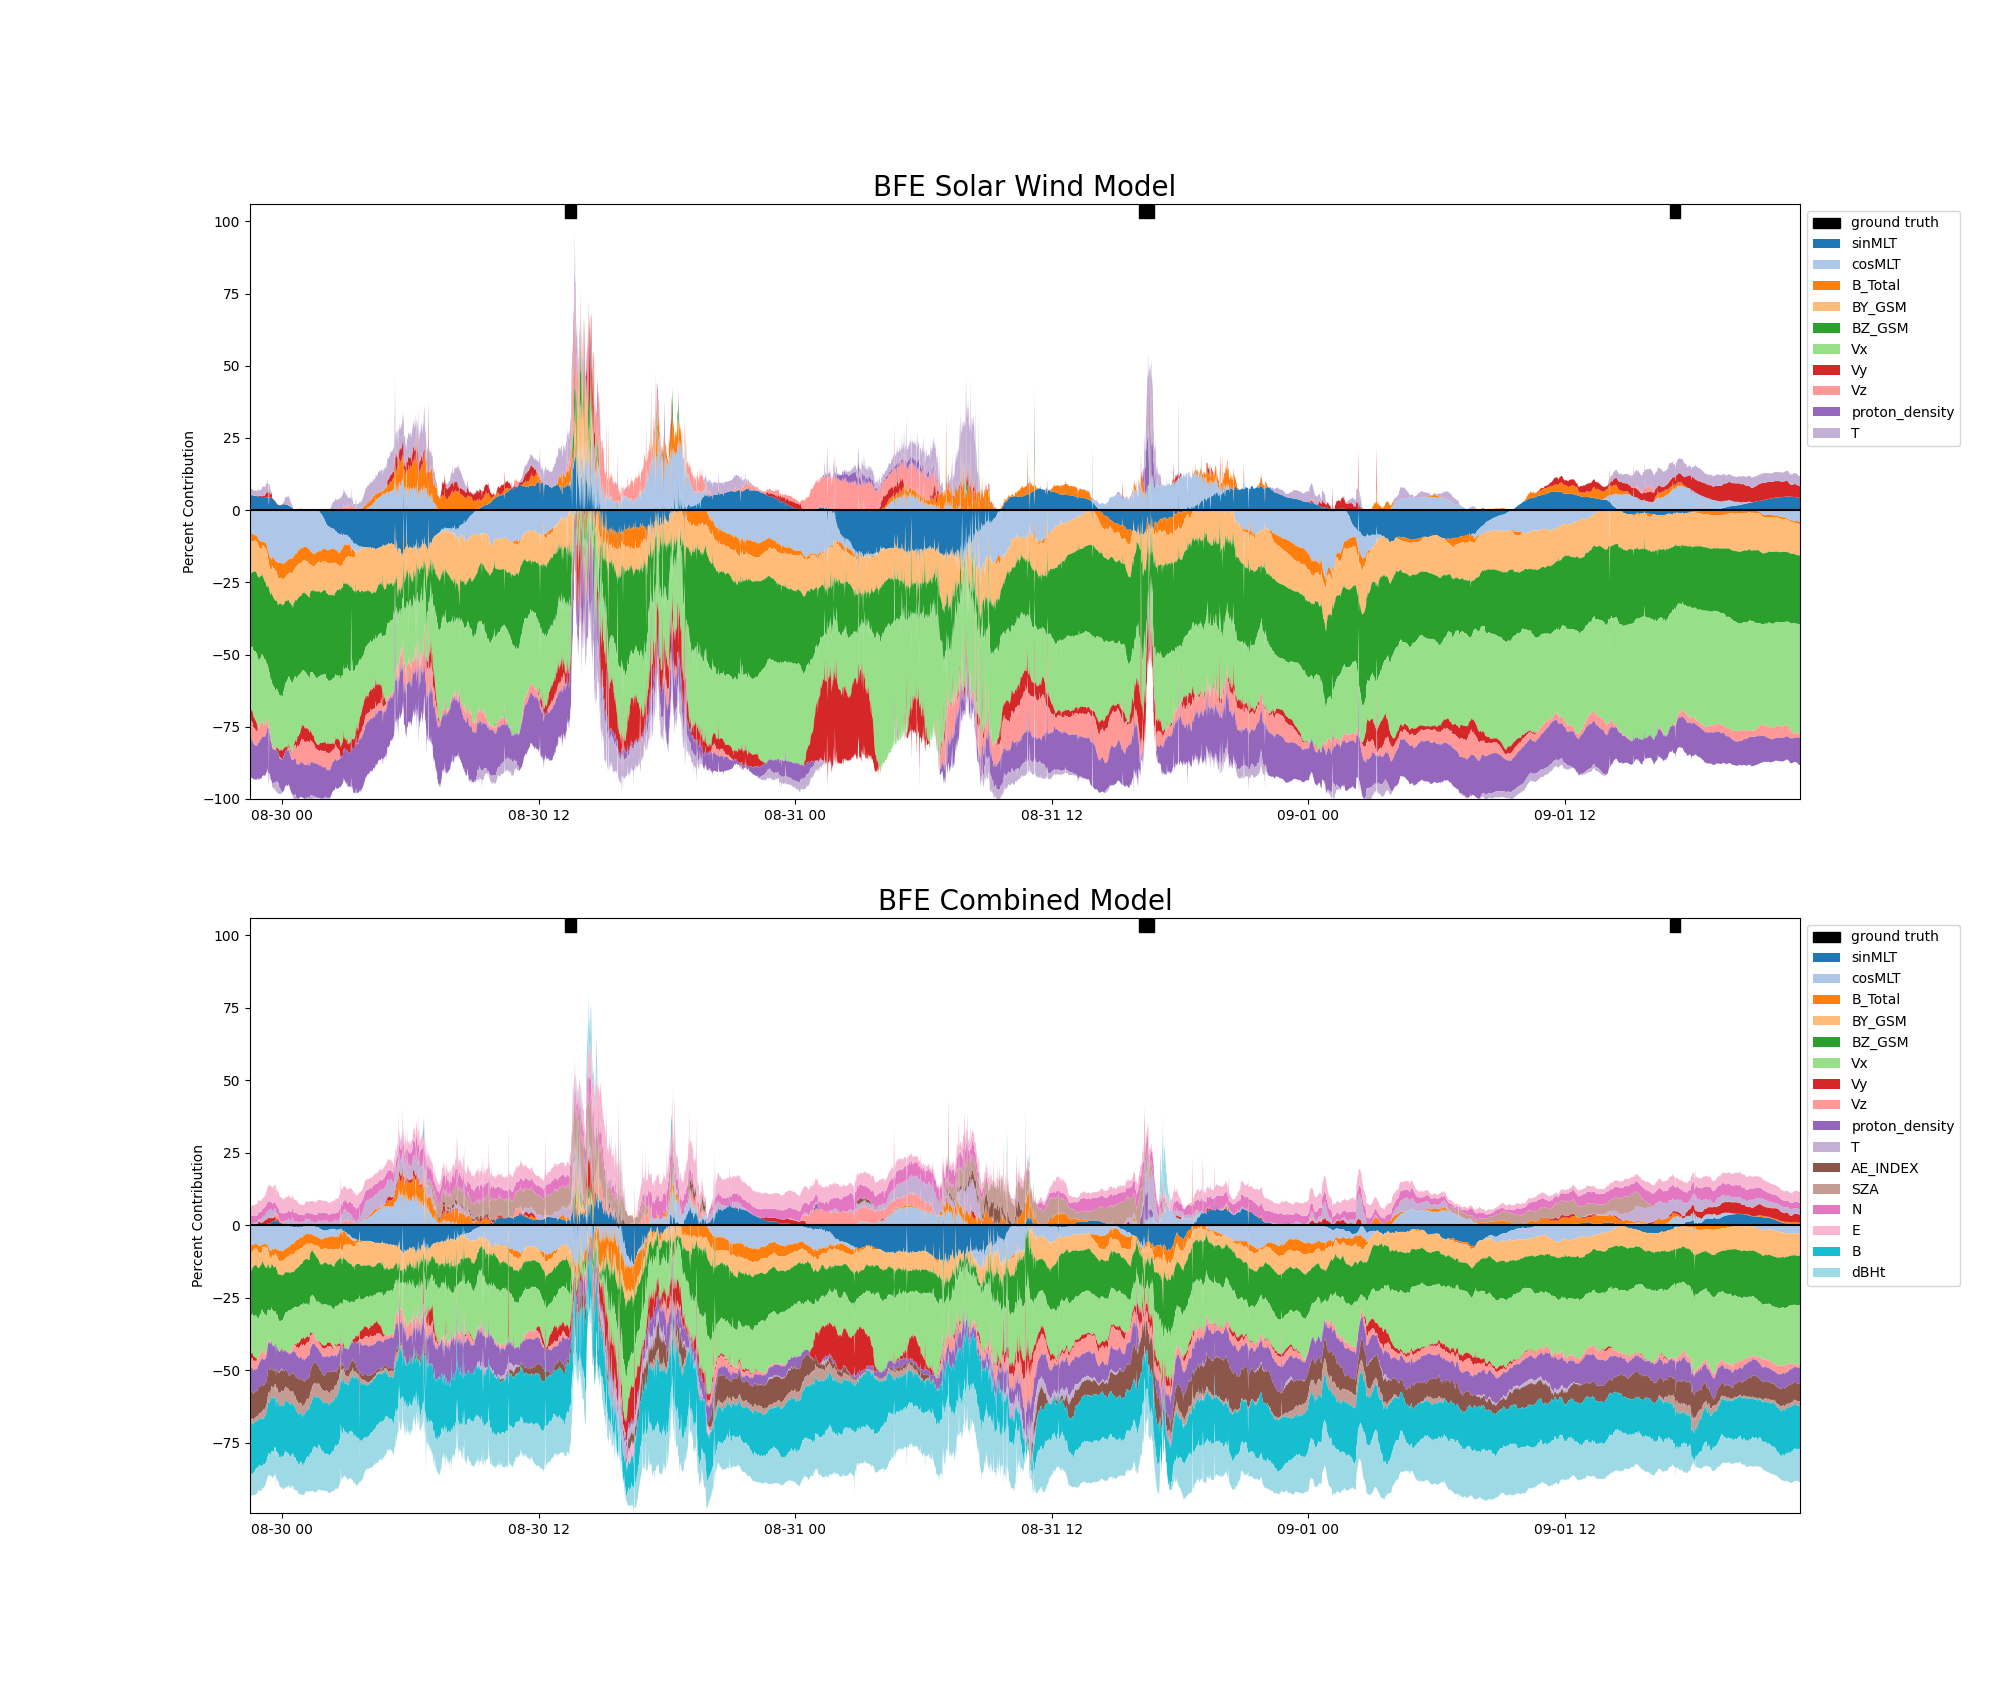 BFE Solar Wind Model
Percent Contribution
100
75
50
25
0
−25
−50
−75
−100
08-30 00
08-30 12
08-31 00
08-31 12
09-01 00
09-01 12
ground truth
sinMLT
cosMLT
B_Total
BY_GSM
BZ_GSM
Vx
Vy
Vz
proton_density
T
BFE Combined Model
Percent Contribution
100
75
50
25
0
−25
−50
−75
08-30 00
08-30 12
08-31 00
08-31 12
09-01 00
09-01 12
ground truth
sinMLT
cosMLT
B_Total
BY_GSM
BZ_GSM
Vx
Vy
Vz
proton_density
T
AE_INDEX
SZA
N
E
B
dBHt